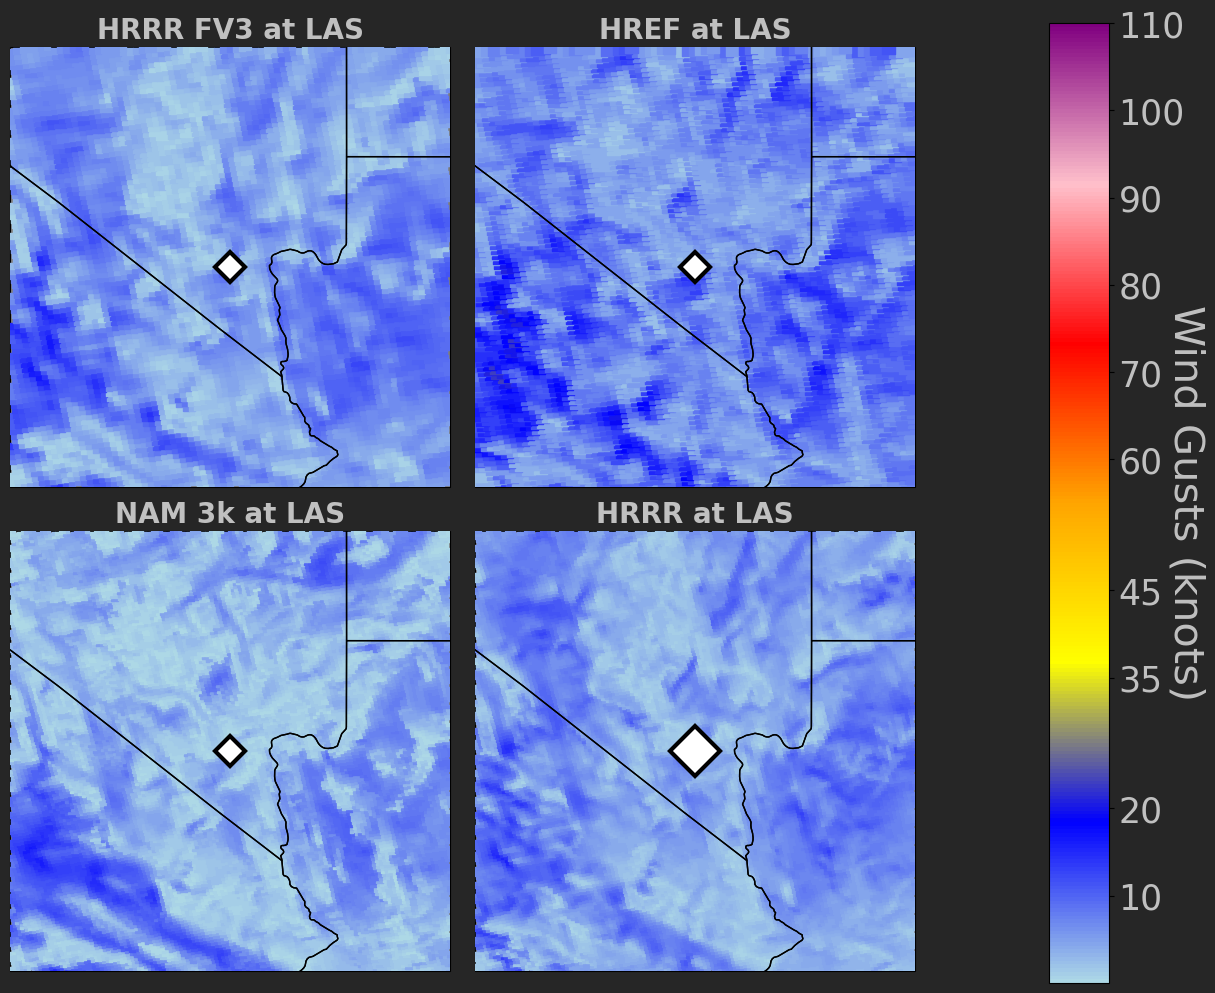 HRRR FV3 at LAS
HREF at LAS
NAM 3k at LAS
HRRR at LAS
110
100
90
80
70
60
45
35
20
10
Wind Gusts (knots)